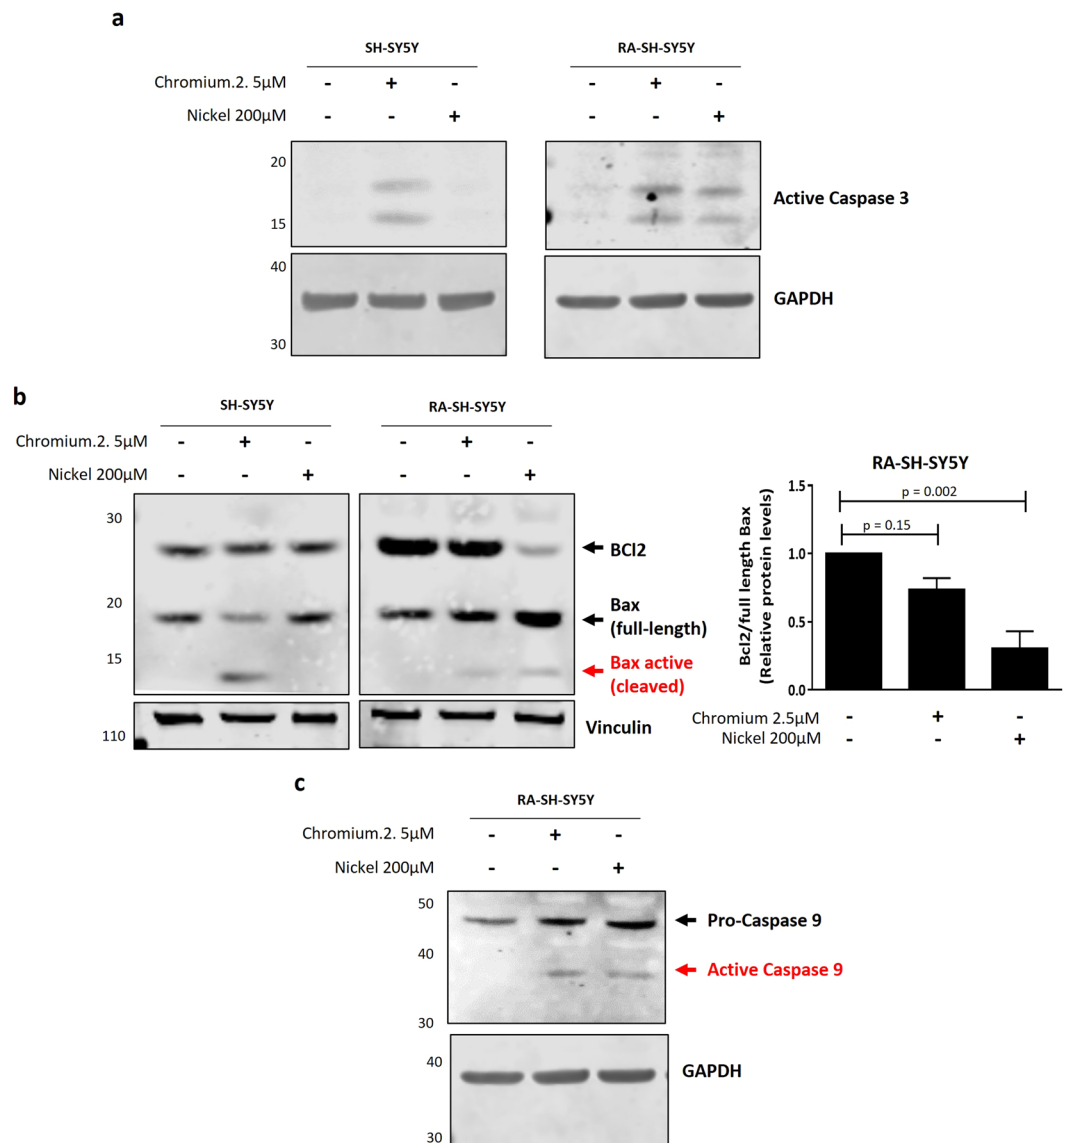 a
SH-SY5Y RA-SH-SY5Y
Chromium.2. 5µM - + - - + -
Nickel 200µM - - + - - +
20
15
Active Caspase 3
40
30
GAPDH
b
SH-SY5Y RA-SH-SY5Y
Chromium.2. 5µM - + - - + -
Nickel 200µM - - + - - +
30
20
15
110
BCl2
Bax
(full-length)
Bax active
(cleaved)
Vinculin
RA-SH-SY5Y
Bcl2/full length Bax
(Relative protein levels)
1.5
1.0
0.5
0.0
p = 0.002
p = 0.15
Chromium 2.5µM - + -
Nickel 200µM - - +
c
RA-SH-SY5Y
Chromium.2. 5µM - + -
Nickel 200µM - - +
50
40
30
Pro-Caspase 9
Active Caspase 9
40
30
GAPDH